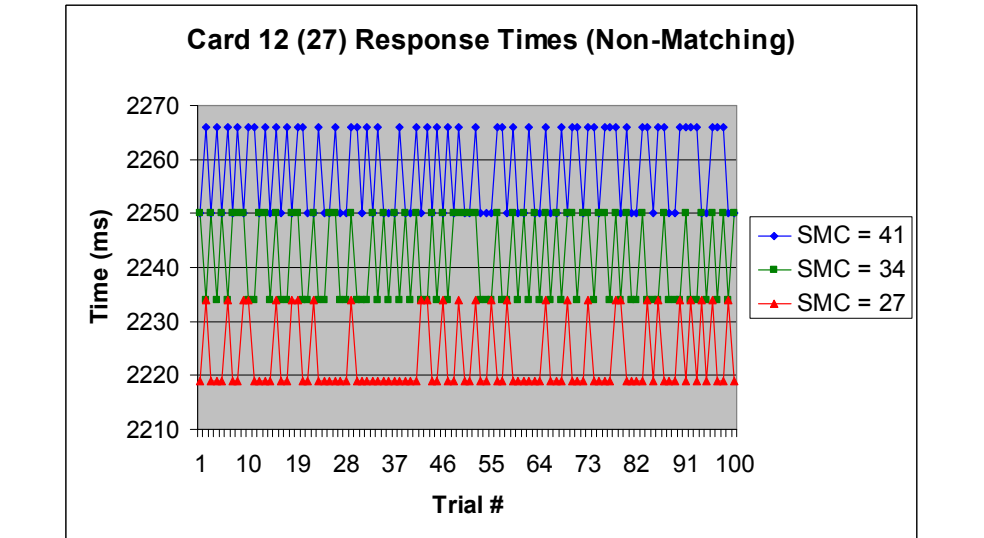 Card 12 (27) Response Times (Non-Matching)
2270
2260
2250
2240
2230
2220
2210
Time (ms)
1 10 19 28 37 46 55 64 73 82 91 100
Trial #
SMC = 41
SMC = 34
SMC = 27